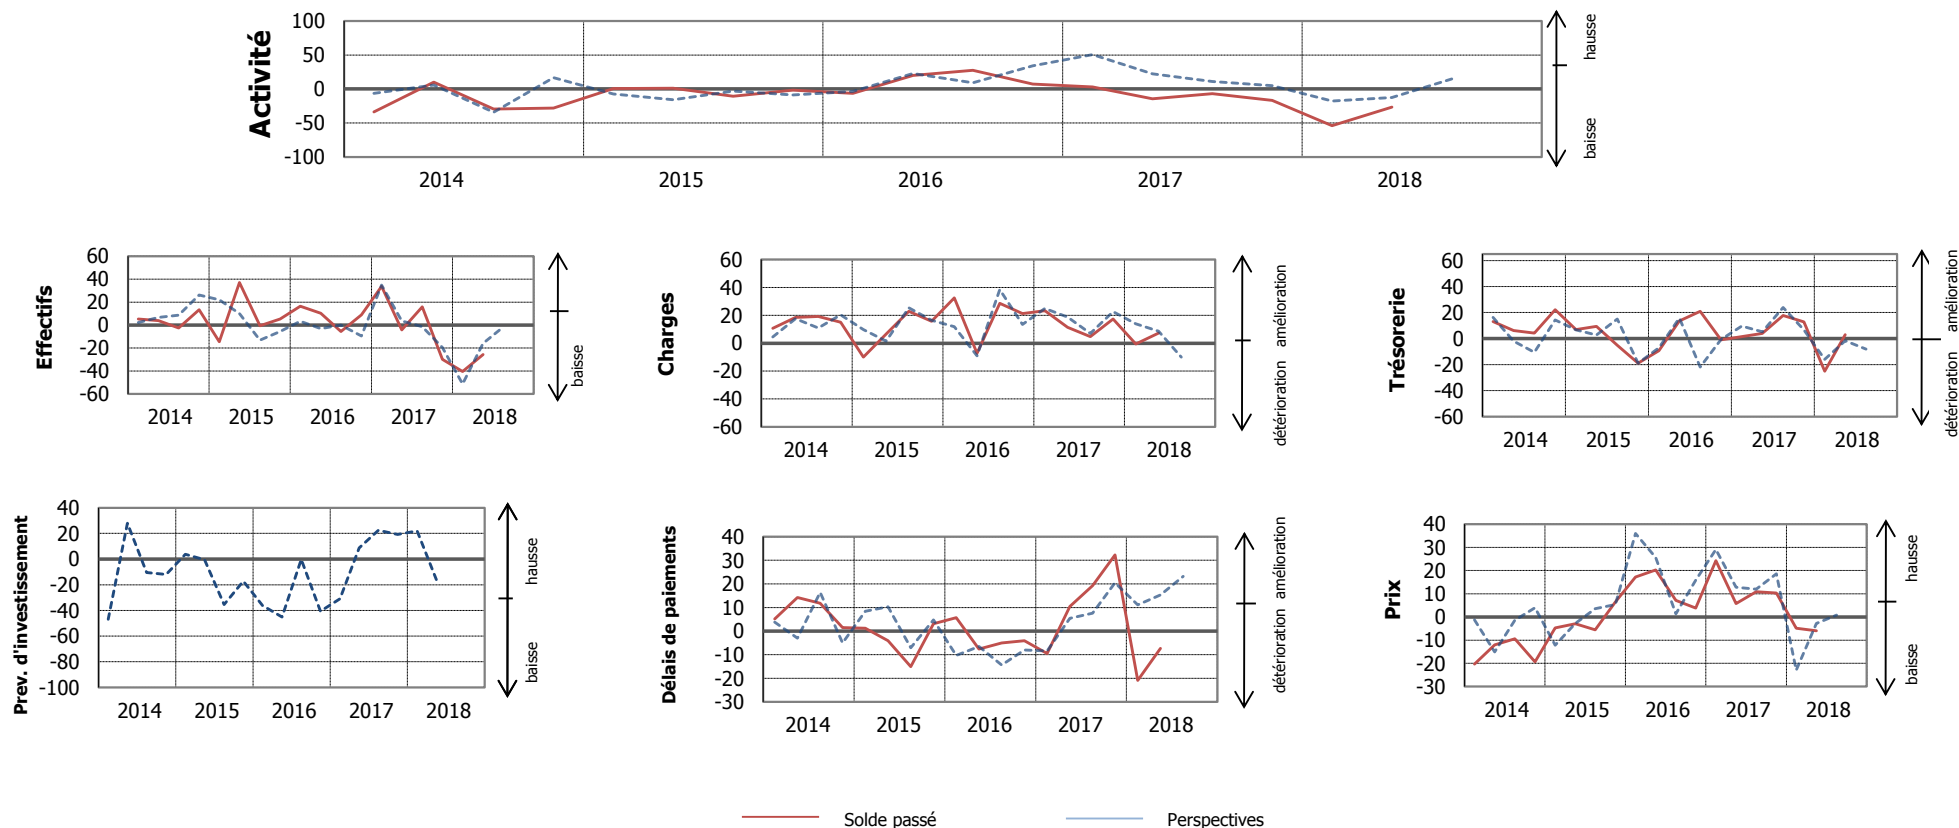 Activité
100
50
0
-50
-100
2014 2015 2016 2017 2018
hausse
baisse
Effectifs
60
40
20
0
-20
-40
-60
2014 2015 2016 2017 2018
baisse
Charges
60
40
20
0
-20
-40
-60
2014 2015 2016 2017 2018
amélioration
détérioration
Trésorerie
60
40
20
0
-20
-40
-60
2014 2015 2016 2017 2018
amélioration
détérioration
Prev. d'investissement
40
20
0
-20
-40
-60
-80
-100
2014 2015 2016 2017 2018
hausse
baisse
Délais de paiements
40
30
20
10
0
-10
-20
-30
2014 2015 2016 2017 2018
amélioration
détérioration
Prix
40
30
20
10
0
-10
-20
-30
2014 2015 2016 2017 2018
hausse
baisse
Solde passé Perspectives